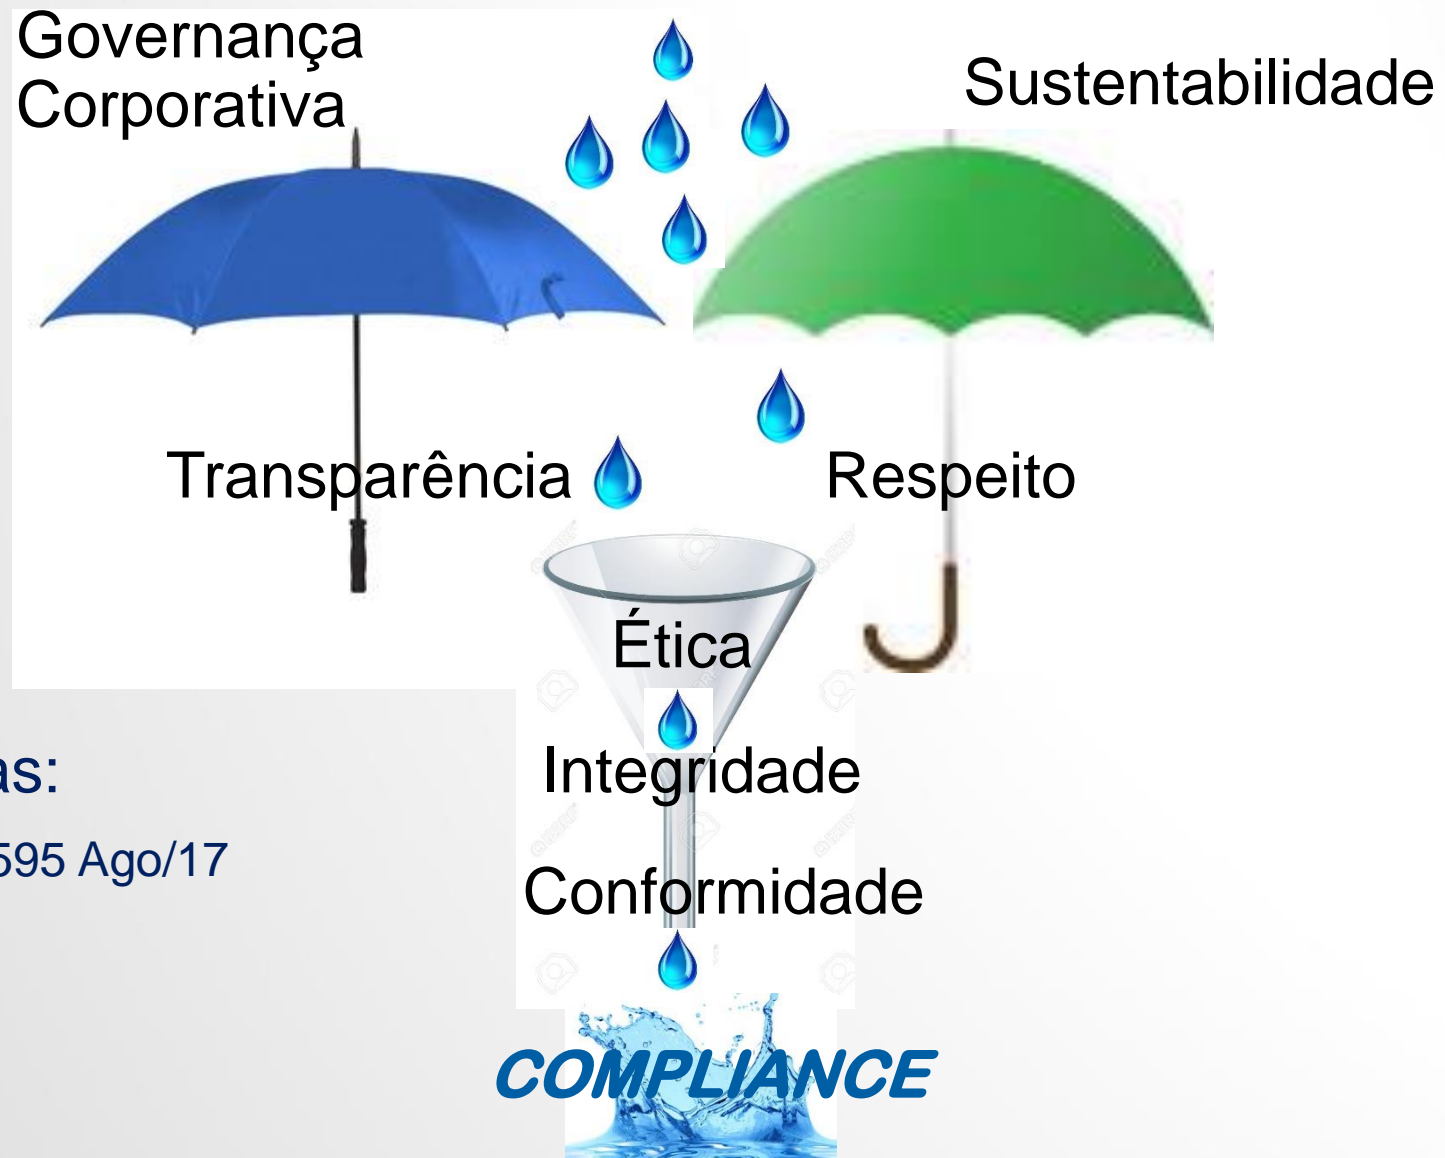 Governança
Corporativa
Sustentabilidade
Transparência
Respeito
Ética
Integridade
as:
595 Ago/17
Conformidade
COMPLIANCE